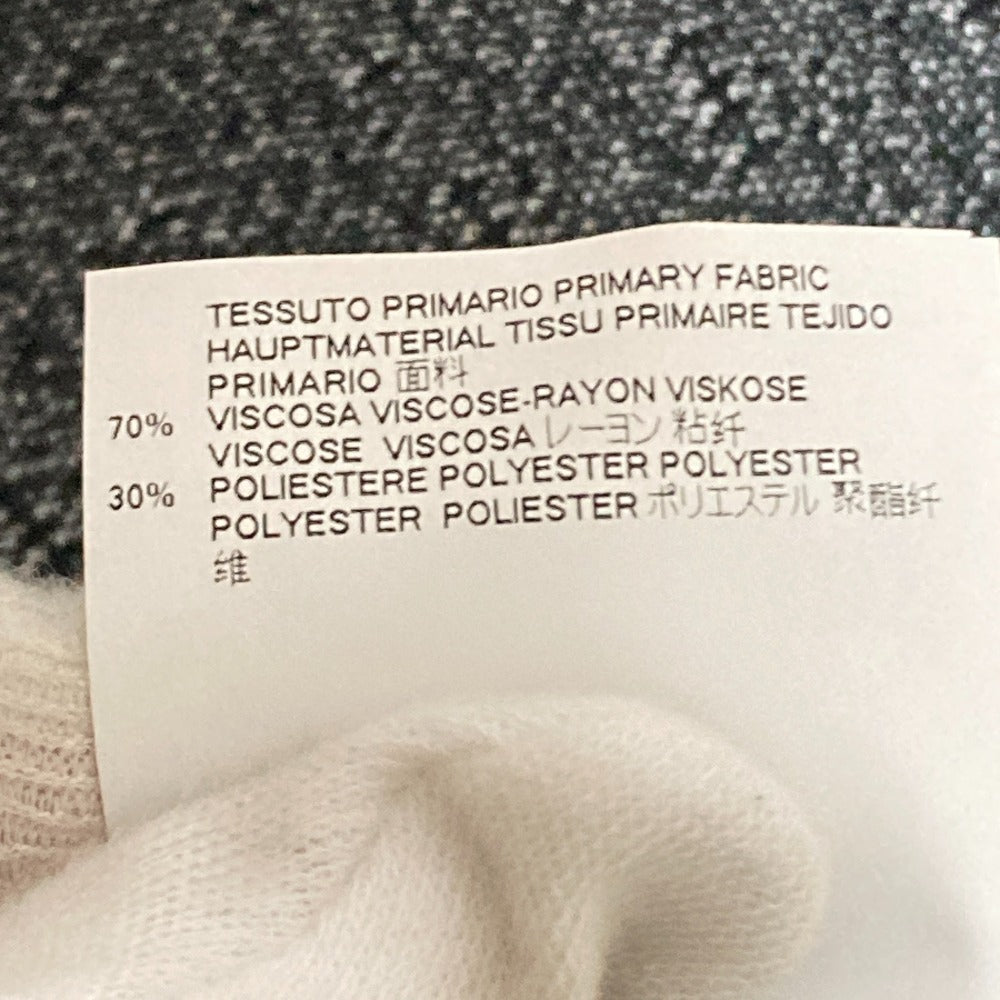 TESSUTO PRIMARIO PRIMARY FABRIC
HAUPTMATERIAL TISSU PRIMAIRE TEJIDO
PRIMARIO 面料
70% VISCOSA VISCOSE-RAYON VISKOSE
VISCOSE VISCOSA レーヨン 粘纤
30% POLIESTERE POLYESTER POLYESTER
POLYESTER POLIESTER ポリエステル 聚酯纤
维